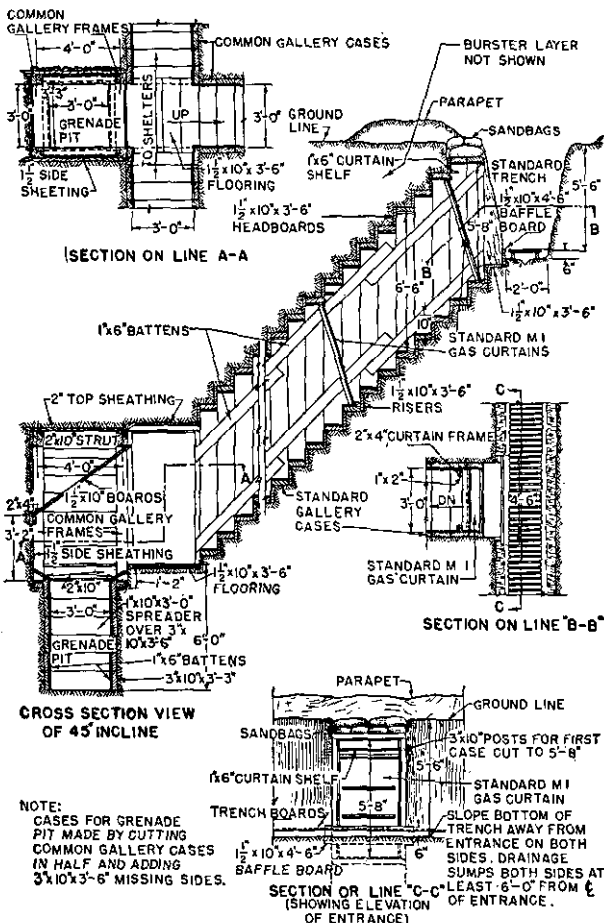 COMMON
GALLERY FRAMES
4'-0"
COMMON GALLERY CASES
3'-0"
3'-3"
3'-0"
GRENADE
PIT
TO SHELTERS
UP
3'-0"
1½" SIDE
SHEETING
1½"x10"x3'-6"
FLOORING
3'-0"
SECTION ON LINE A-A
BURSTER LAYER
NOT SHOWN
PARAPET
GROUND
LINE
SANDBAGS
1"x6" CURTAIN
SHELF
STANDARD
TRENCH
1½"x10"x4'-6"
BAFFLE
BOARD
5'-6"
1½"x10"x3'-6"
HEADBOARDS
5'-8"
B
B
6"
2'-0"
6'-6"
1½"x10"x3'-6"
10"
1"x6" BATTENS
STANDARD M I
GAS CURTAINS
1½"x10"x3'-6"
RISERS
2" TOP SHEATHING
2"x10" STRUT
4'-0"
1½"x10" BOARDS
A
2"x4"
COMMON GALLERY
FRAMES
3'-2"
1½" SIDE SHEATHING
A
STANDARD
GALLERY
CASES
2"x10"
1'-2"
1½"x10"x3'-6"
FLOORING
3'-0"
1"x10"x3'-0"
SPREADER
OVER 3"x
10"x3'-6"
6'-0"
GRENADE
PIT
1"x6" BATTENS
3"x10"x3'-3"
CROSS SECTION VIEW
OF 45° INCLINE
C
2"x4" CURTAIN FRAME
1"x2"
3'-0"
DN
4'-6"
STANDARD M I
GAS CURTAIN
C
SECTION ON LINE "B-B"
PARAPET
GROUND LINE
SANDBAGS
3"x10" POSTS FOR FIRST
CASE CUT TO 5'-8"
5'-6"
1"x6" CURTAIN SHELF
STANDARD M I
GAS CURTAIN
5'-8"
TRENCH BOARDS
SLOPE BOTTOM OF
TRENCH AWAY FROM
ENTRANCE ON BOTH
SIDES. DRAINAGE
SUMPS BOTH SIDES AT
LEAST 6'-0" FROM ℄
OF ENTRANCE.
1½"x10"x4'-6"
BAFFLE BOARD
6"
SECTION OR LINE "C-C"
(SHOWING ELEVATION
OF ENTRANCE)
NOTE:
CASES FOR GRENADE
PIT MADE BY CUTTING
COMMON GALLERY CASES
IN HALF AND ADDING
3"x10"x3'-6" MISSING SIDES.